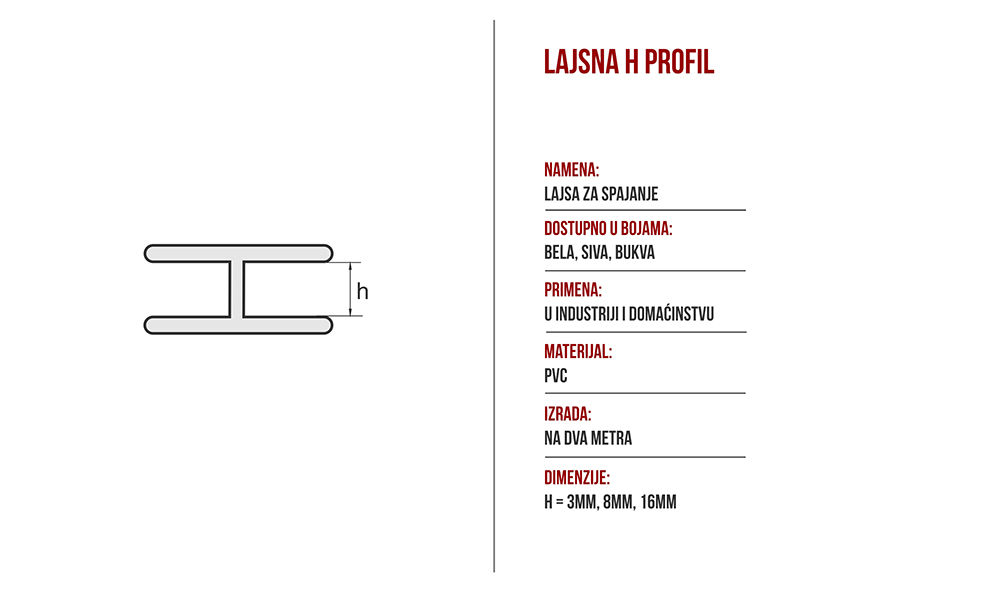 LAJSNA H PROFIL
NAMENA:
LAJSA ZA SPAJANJE
DOSTUPNO U BOJAMA:
BELA, SIVA, BUKVA
PRIMENA:
U INDUSTRIJI I DOMAĆINSTVU
MATERIJAL:
PVC
IZRADA:
NA DVA METRA
DIMENZIJE:
H = 3MM, 8MM, 16MM
h